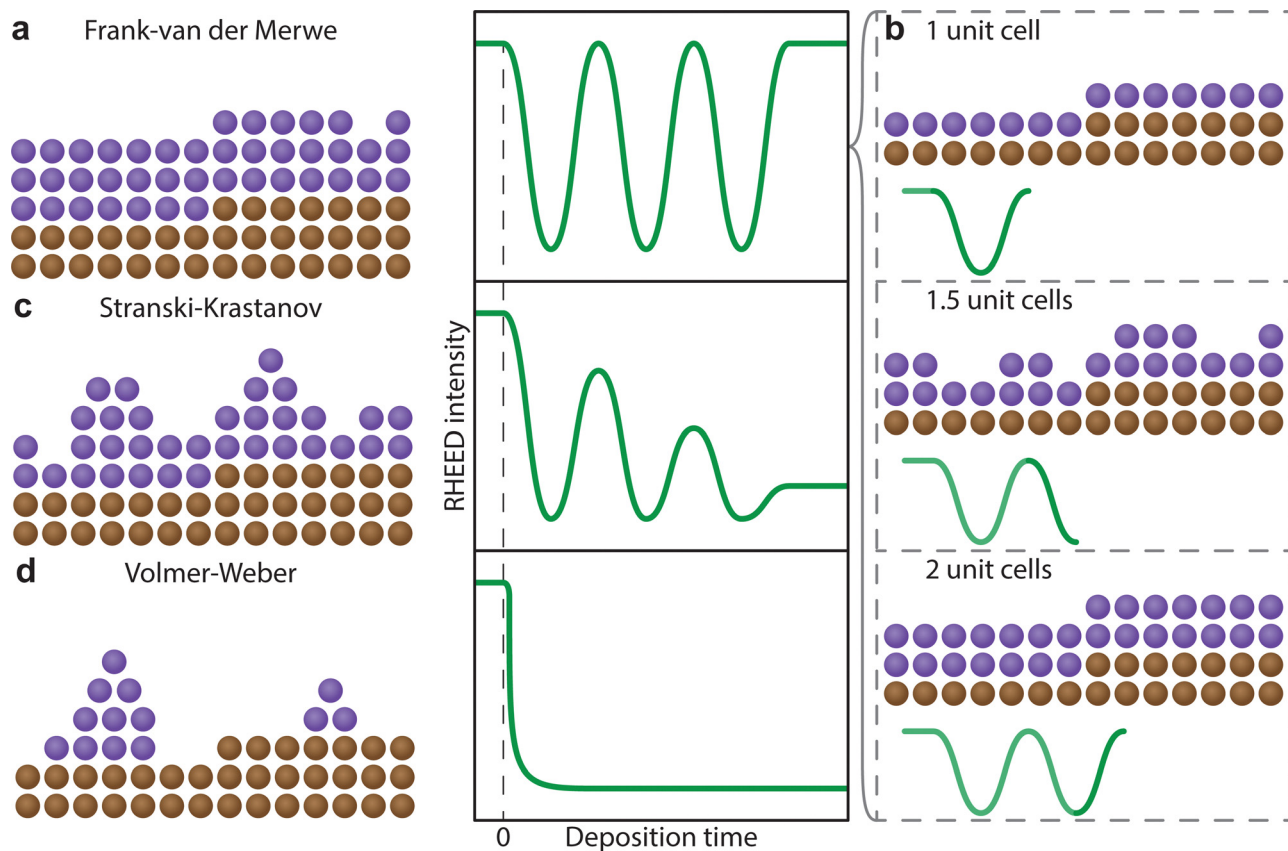 a Frank-van der Merwe
b 1 unit cell
c Stranski-Krastanov
RHEED intensity
1.5 unit cells
d Volmer-Weber
2 unit cells
0 Deposition time